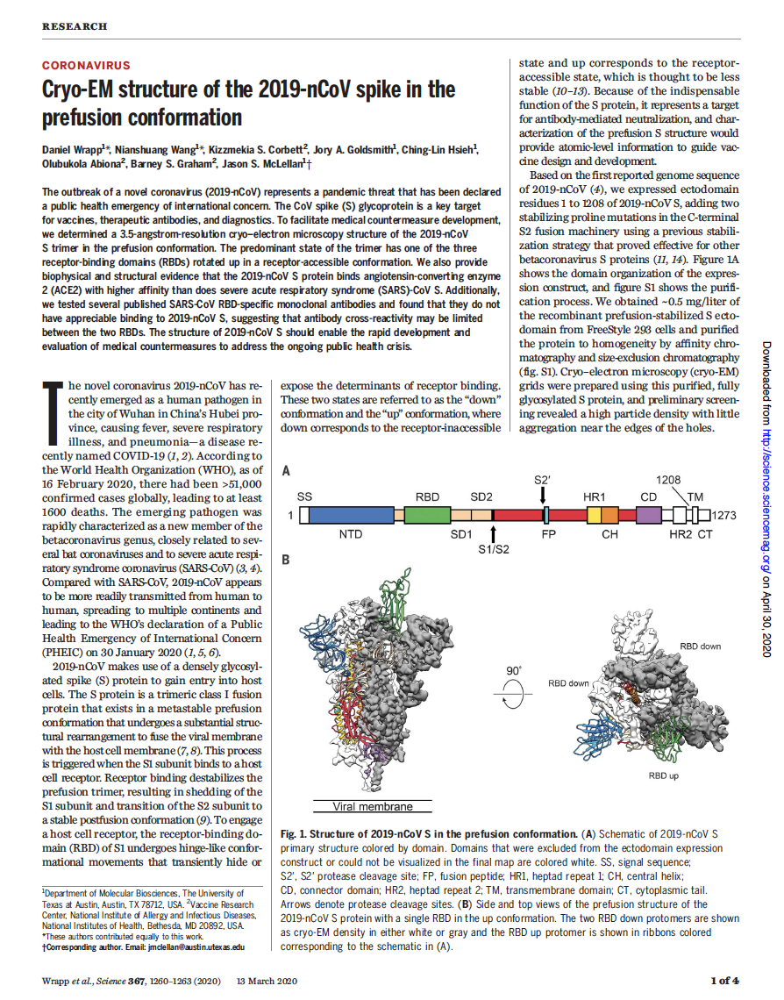 RESEARCH
CORONAVIRUS
Cryo-EM structure of the 2019-nCoV spike in the
prefusion conformation
Daniel Wrapp1*, Nianshuang Wang1*, Kizzmekia S. Corbett2, Jory A. Goldsmith1, Ching-Lin Hsieh1,
Olubukola Abiona2, Barney S. Graham2, Jason S. McLellan1†
The outbreak of a novel coronavirus (2019-nCoV) represents a pandemic threat that has been declared
a public health emergency of international concern. The CoV spike (S) glycoprotein is a key target
for vaccines, therapeutic antibodies, and diagnostics. To facilitate medical countermeasure development,
we determined a 3.5-angstrom-resolution cryo–electron microscopy structure of the 2019-nCoV
S trimer in the prefusion conformation. The predominant state of the trimer has one of the three
receptor-binding domains (RBDs) rotated up in a receptor-accessible conformation. We also provide
biophysical and structural evidence that the 2019-nCoV S protein binds angiotensin-converting enzyme
2 (ACE2) with higher affinity than does severe acute respiratory syndrome (SARS)-CoV S. Additionally,
we tested several published SARS-CoV RBD-specific monoclonal antibodies and found that they do not
have appreciable binding to 2019-nCoV S, suggesting that antibody cross-reactivity may be limited
between the two RBDs. The structure of 2019-nCoV S should enable the rapid development and
evaluation of medical countermeasures to address the ongoing public health crisis.
The novel coronavirus 2019-nCoV has re-
cently emerged as a human pathogen in
the city of Wuhan in China's Hubei pro-
vince, causing fever, severe respiratory
illness, and pneumonia—a disease re-
cently named COVID-19 (1, 2). According to
the World Health Organization (WHO), as of
16 February 2020, there had been >51,000
confirmed cases globally, leading to at least
1600 deaths. The emerging pathogen was
rapidly characterized as a new member of the
betacoronavirus genus, closely related to sev-
eral bat coronaviruses and to severe acute respi-
ratory syndrome coronavirus (SARS-CoV) (3, 4).
Compared with SARS-CoV, 2019-nCoV appears
to be more readily transmitted from human to
human, spreading to multiple continents and
leading to the WHO's declaration of a Public
Health Emergency of International Concern
(PHEIC) on 30 January 2020 (1, 5, 6).
2019-nCoV makes use of a densely glycosyl-
ated spike (S) protein to gain entry into host
cells. The S protein is a trimeric class I fusion
protein that exists in a metastable prefusion
conformation that undergoes a substantial struc-
tural rearrangement to fuse the viral membrane
with the host cell membrane (7, 8). This process
is triggered when the S1 subunit binds to a host
cell receptor. Receptor binding destabilizes the
prefusion trimer, resulting in shedding of the
S1 subunit and transition of the S2 subunit to
a stable postfusion conformation (9). To engage
a host cell receptor, the receptor-binding do-
main (RBD) of S1 undergoes hinge-like confor-
mational movements that transiently hide or
expose the determinants of receptor binding.
These two states are referred to as the "down"
conformation and the "up" conformation, where
down corresponds to the receptor-inaccessible
state and up corresponds to the receptor-
accessible state, which is thought to be less
stable (10–13). Because of the indispensable
function of the S protein, it represents a target
for antibody-mediated neutralization, and char-
acterization of the prefusion S structure would
provide atomic-level information to guide vac-
cine design and development.
Based on the first reported genome sequence
of 2019-nCoV (4), we expressed ectodomain
residues 1 to 1208 of 2019-nCoV S, adding two
stabilizing proline mutations in the C-terminal
S2 fusion machinery using a previous stabili-
zation strategy that proved effective for other
betacoronavirus S proteins (11, 14). Figure 1A
shows the domain organization of the expres-
sion construct, and figure S1 shows the purifi-
cation process. We obtained ~0.5 mg/liter of
the recombinant prefusion-stabilized S ecto-
domain from FreeStyle 293 cells and purified
the protein to homogeneity by affinity chro-
matography and size-exclusion chromatography
(fig. S1). Cryo–electron microscopy (cryo-EM)
grids were prepared using this purified, fully
glycosylated S protein, and preliminary screen-
ing revealed a high particle density with little
aggregation near the edges of the holes.
A
S2′ 1208
SS RBD SD2 HR1 CD TM
1 1273
NTD SD1 FP CH HR2 CT
S1/S2
B
RBD down
90°
RBD down
RBD up
Viral membrane
Fig. 1. Structure of 2019-nCoV S in the prefusion conformation. (A) Schematic of 2019-nCoV S
primary structure colored by domain. Domains that were excluded from the ectodomain expression
construct or could not be visualized in the final map are colored white. SS, signal sequence;
S2′, S2′ protease cleavage site; FP, fusion peptide; HR1, heptad repeat 1; CH, central helix;
CD, connector domain; HR2, heptad repeat 2; TM, transmembrane domain; CT, cytoplasmic tail.
Arrows denote protease cleavage sites. (B) Side and top views of the prefusion structure of the
2019-nCoV S protein with a single RBD in the up conformation. The two RBD down protomers are shown
as cryo-EM density in either white or gray and the RBD up protomer is shown in ribbons colored
corresponding to the schematic in (A).
1Department of Molecular Biosciences, The University of
Texas at Austin, Austin, TX 78712, USA. 2Vaccine Research
Center, National Institute of Allergy and Infectious Diseases,
National Institutes of Health, Bethesda, MD 20892, USA.
*These authors contributed equally to this work.
†Corresponding author. Email: jmclellan@austin.utexas.edu
Wrapp et al., Science 367, 1260–1263 (2020) 13 March 2020
1 of 4
Downloaded from http://science.sciencemag.org/ on April 30, 2020